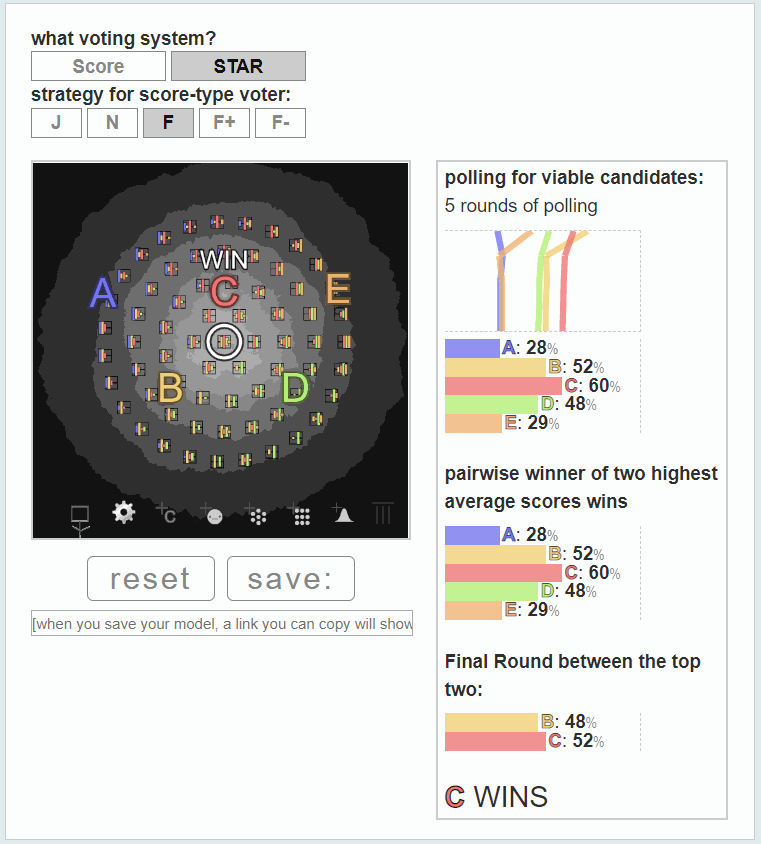 what voting system?
Score STAR
strategy for score-type voter:
J N F F+ F-
WIN
C
A
E
B
D
C
reset save:
[when you save your model, a link you can copy will show
polling for viable candidates:
5 rounds of polling
A: 28%
B: 52%
C: 60%
D: 48%
E: 29%
pairwise winner of two highest
average scores wins
A: 28%
B: 52%
C: 60%
D: 48%
E: 29%
Final Round between the top
two:
B: 48%
C: 52%
C WINS